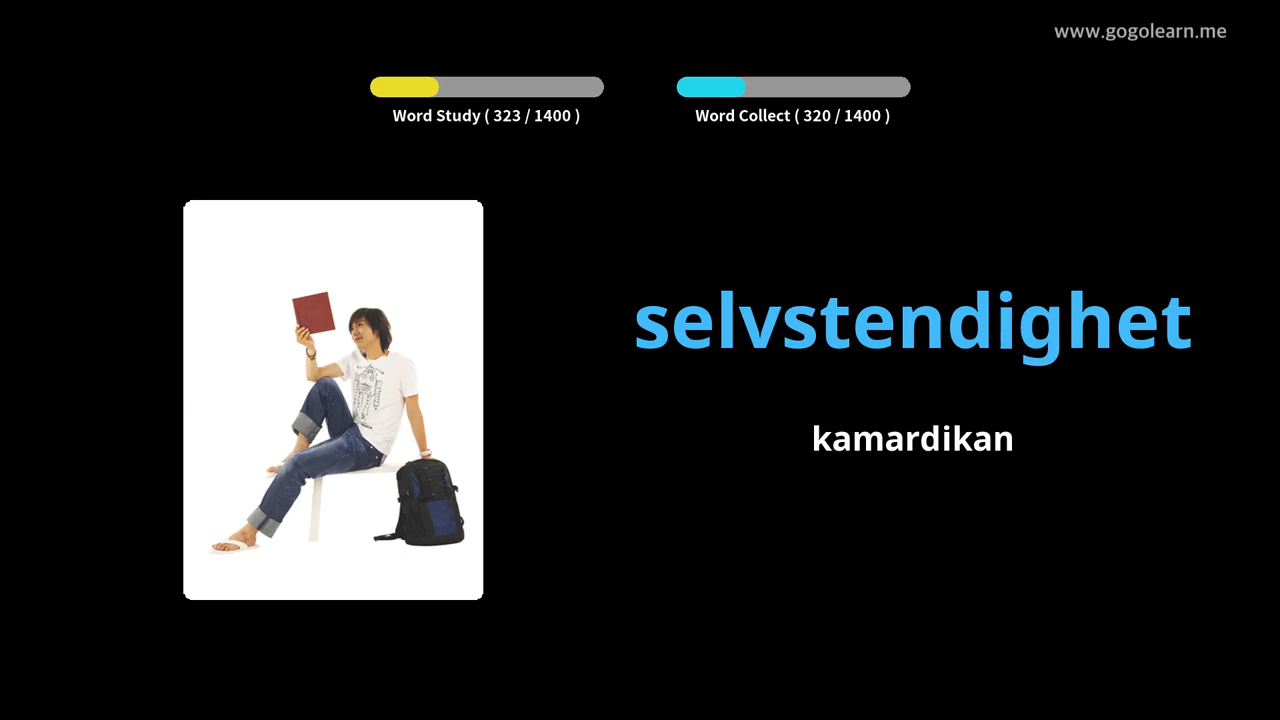 www.gogolearn.me
Word Study ( 323 / 1400 )
Word Collect ( 320 / 1400 )
selvstendighet
kamardikan